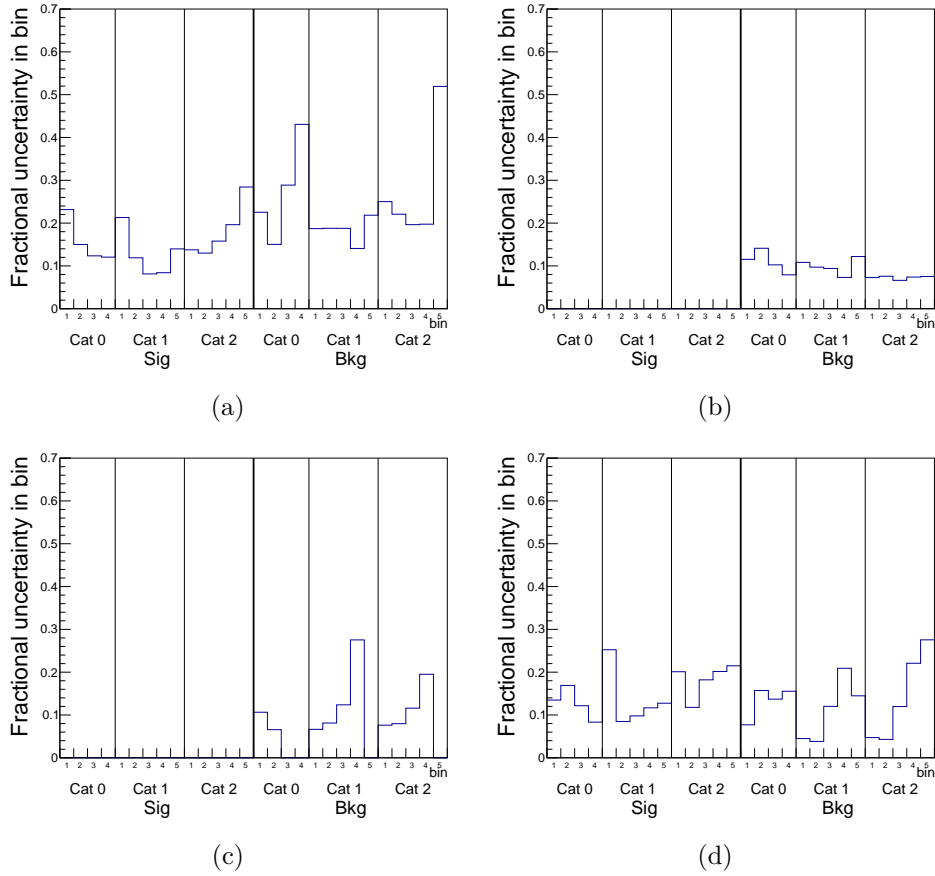 Fractional uncertainty in bin
0.7
0.6
0.5
0.4
0.3
0.2
0.1
0
1 2 3 4 1 2 3 4 5 1 2 3 4 5 1 2 3 4 1 2 3 4 5 1 2 3 4 5
bin
Cat 0 Cat 1 Cat 2 Cat 0 Cat 1 Cat 2
Sig Bkg
(a)
Fractional uncertainty in bin
0.7
0.6
0.5
0.4
0.3
0.2
0.1
0
1 2 3 4 1 2 3 4 5 1 2 3 4 5 1 2 3 4 1 2 3 4 5 1 2 3 4 5
bin
Cat 0 Cat 1 Cat 2 Cat 0 Cat 1 Cat 2
Sig Bkg
(b)
Fractional uncertainty in bin
0.7
0.6
0.5
0.4
0.3
0.2
0.1
0
1 2 3 4 1 2 3 4 5 1 2 3 4 5 1 2 3 4 1 2 3 4 5 1 2 3 4 5
bin
Cat 0 Cat 1 Cat 2 Cat 0 Cat 1 Cat 2
Sig Bkg
(c)
Fractional uncertainty in bin
0.7
0.6
0.5
0.4
0.3
0.2
0.1
0
1 2 3 4 1 2 3 4 5 1 2 3 4 5 1 2 3 4 1 2 3 4 5 1 2 3 4 5
bin
Cat 0 Cat 1 Cat 2 Cat 0 Cat 1 Cat 2
Sig Bkg
(d)